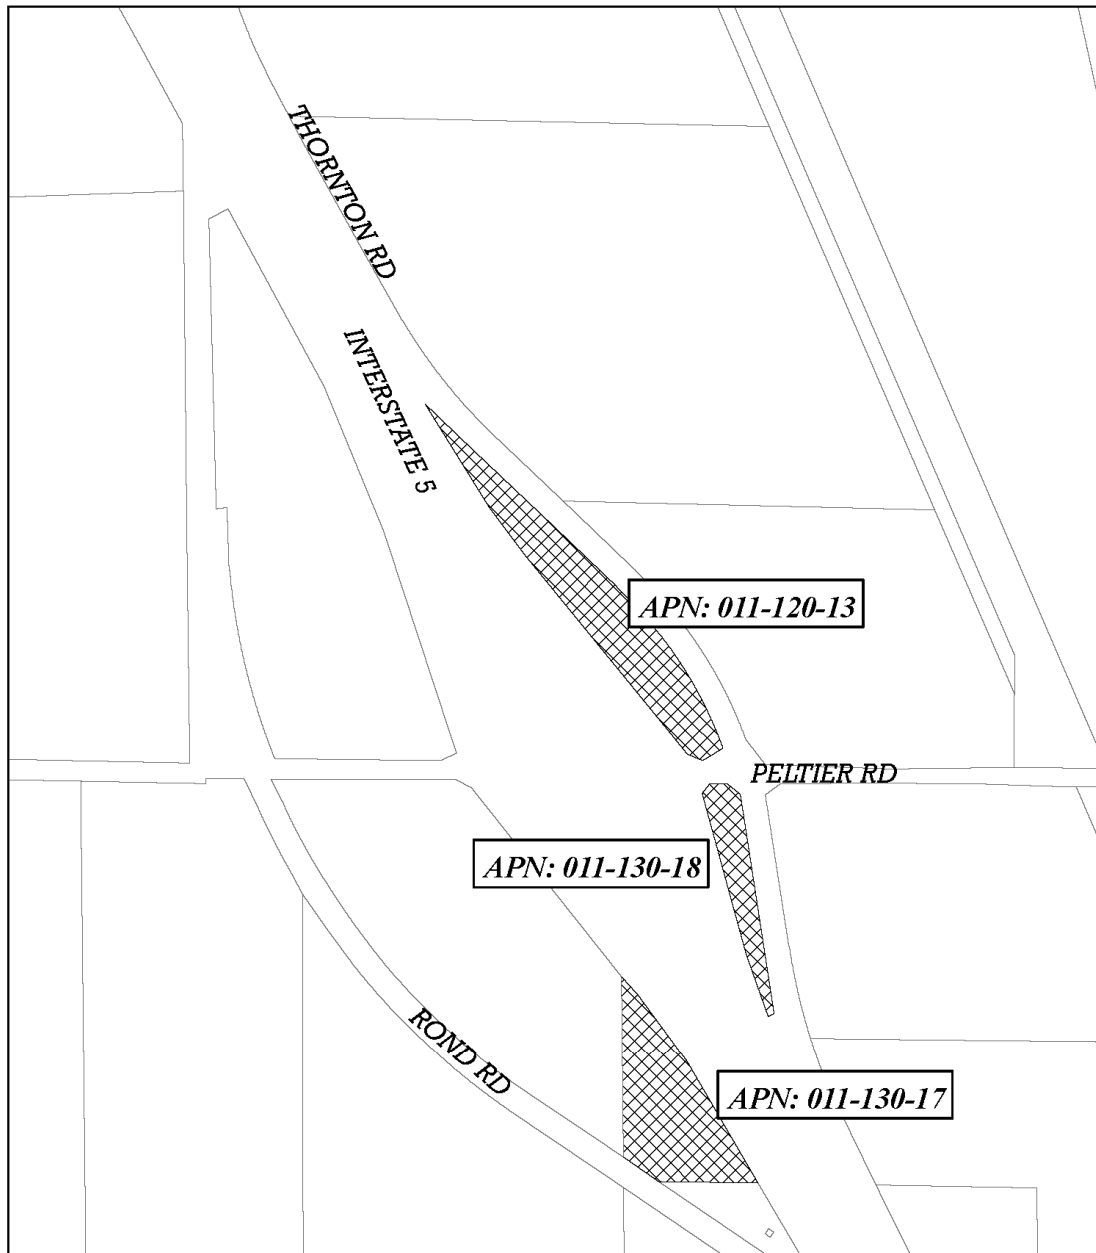 THORNTON RD
INTERSTATE 5
APN: 011-120-13
PELTIER RD
APN: 011-130-18
ROND RD
APN: 011-130-17